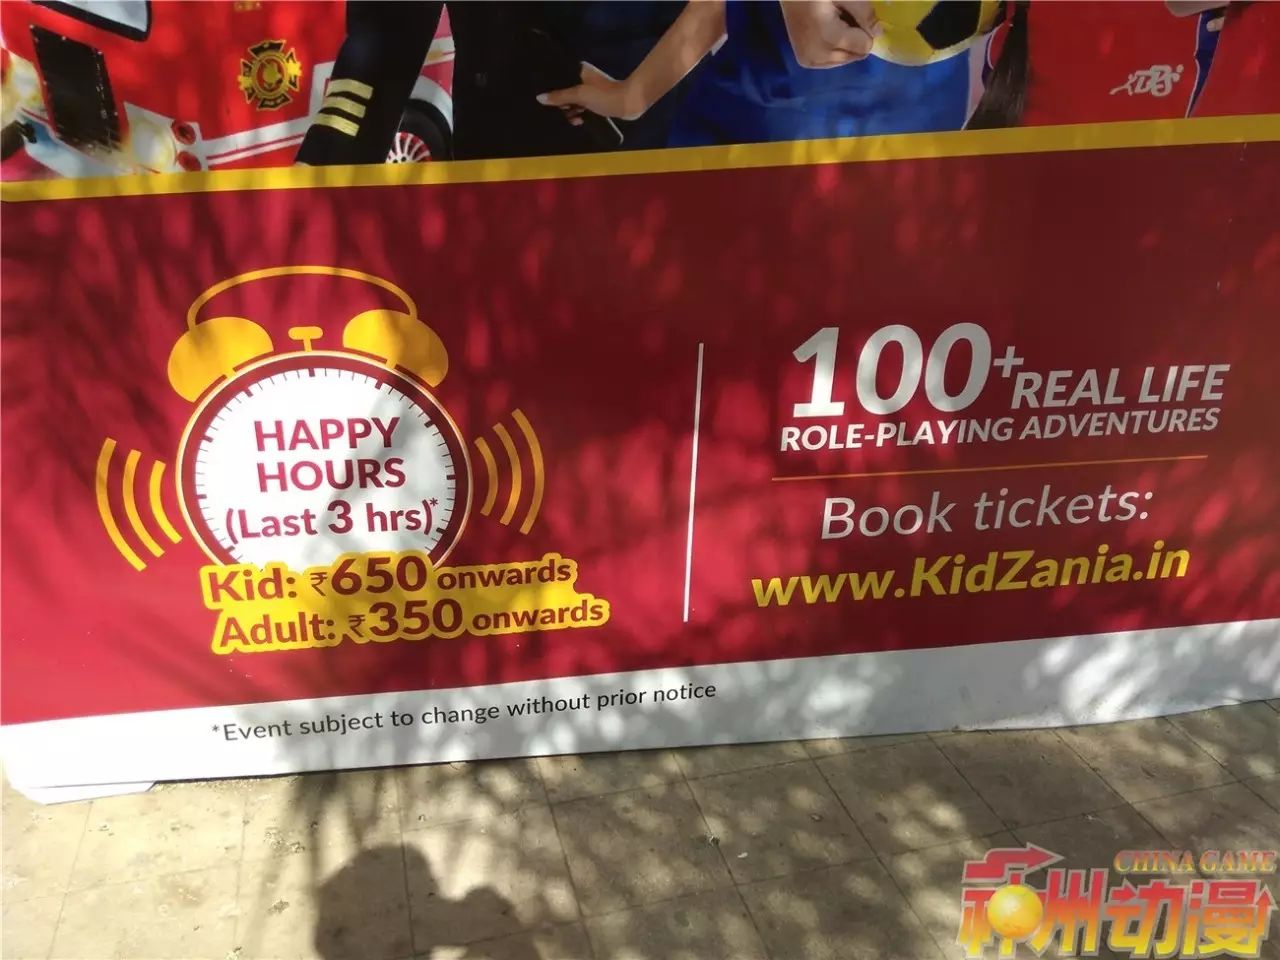 HAPPY
HOURS
(Last 3 hrs)*
Kid: ₹650 onwards
Adult: ₹350 onwards
100+ REAL LIFE
ROLE-PLAYING ADVENTURES
Book tickets:
www.KidZania.in
*Event subject to change without prior notice
CHINA GAME
神州动漫